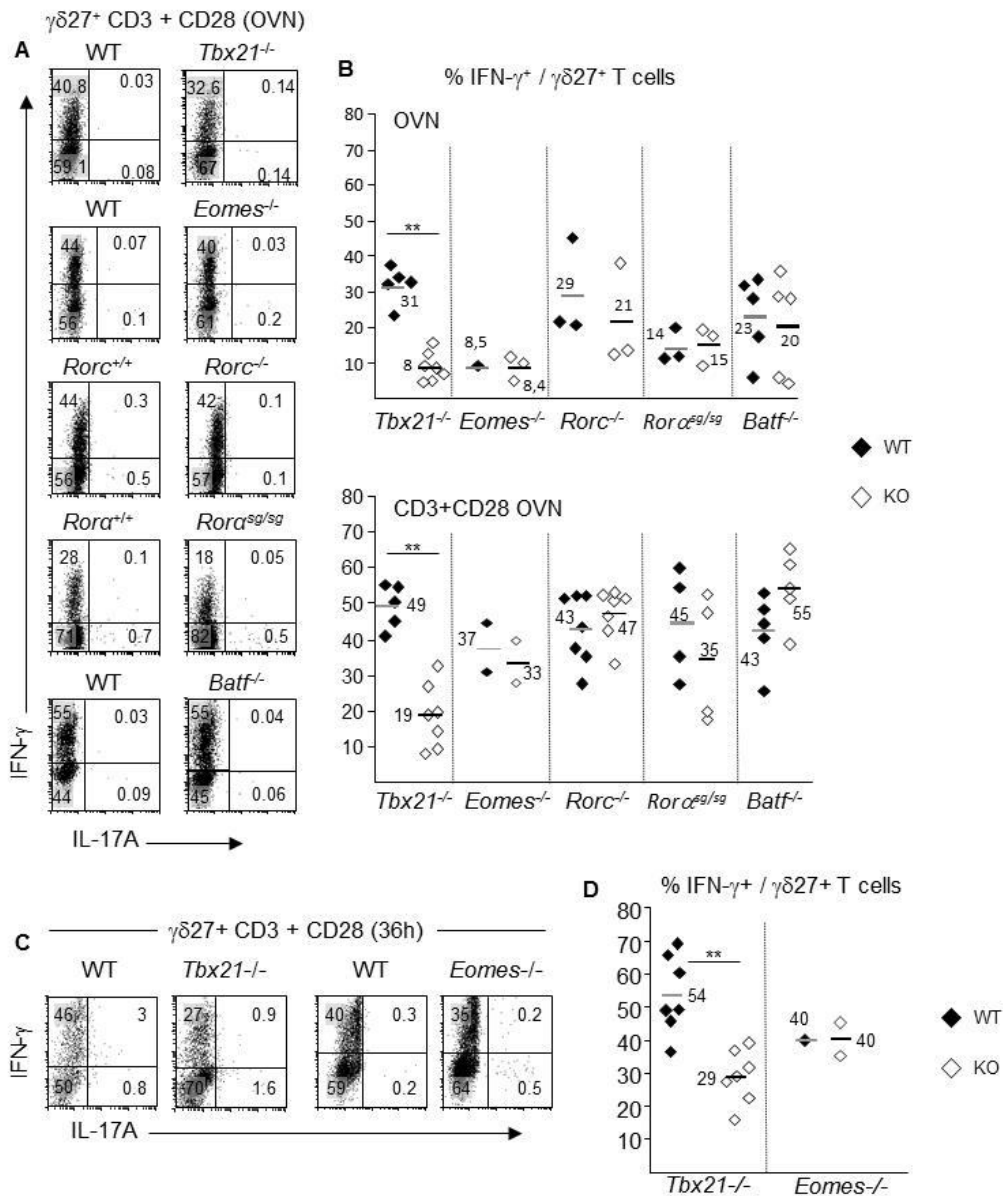 γδ27⁺ CD3 + CD28 (OVN)
A
WT Tbx21-/-
40.8 0.03 32.6 0.14
59.1 0.08 67 0.14
WT Eomes-/-
44 0.07 40 0.03
56 0.1 61 0.2
Rorc+/+ Rorc-/-
44 0.3 42 0.1
56 0.5 57 0.1
Rorα+/+ Rorαsg/sg
28 0.1 18 0.05
71 0.7 82 0.5
WT Batf-/-
55 0.03 55 0.04
44 0.09 45 0.06
IFN-γ
IL-17A
B
% IFN-γ⁺ / γδ27⁺ T cells
OVN
80
70
60
50
40
30
20
10
**
31
8
8,5
8,4
29
21
14
15
23
20
Tbx21-/- Eomes-/- Rorc-/- Rorαsg/sg Batf-/-
WT
KO
CD3+CD28 OVN
80
70
60
50
40
30
20
10
**
49
19
37
33
43
47
45
35
43
55
Tbx21-/- Eomes-/- Rorc-/- Rorαsg/sg Batf-/-
C
γδ27+ CD3 + CD28 (36h)
WT Tbx21-/- WT Eomes-/-
46 3 27 0.9 40 0.3 35 0.2
50 0.8 70 1.6 59 0.2 64 0.5
IFN-γ
IL-17A
D
% IFN-γ+ / γδ27+ T cells
80
70
60
50
40
30
20
10
**
54
29
40
40
Tbx21-/- Eomes-/-
WT
KO